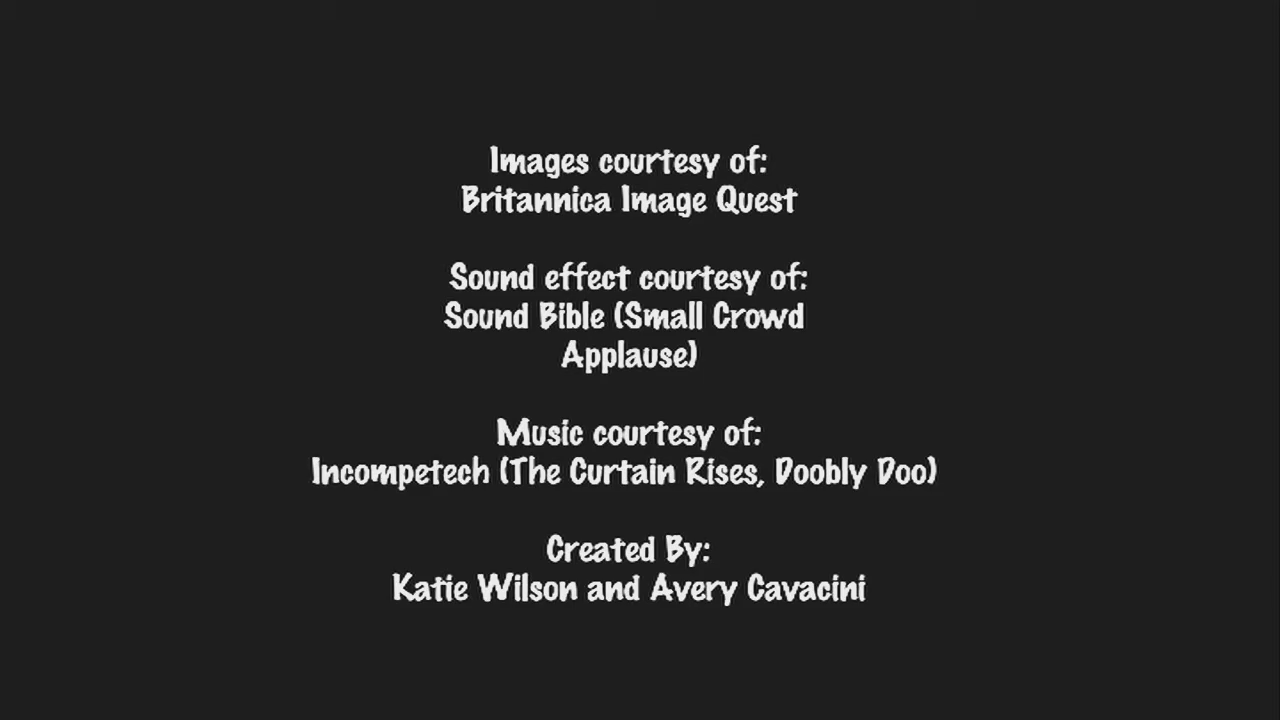 Images courtesy of:
Britannica Image Quest
Sound effect courtesy of:
Sound Bible (Small Crowd
Applause)
Music courtesy of:
Incompetech (The Curtain Rises, Doobly Doo)
Created By:
Katie Wilson and Avery Cavacini